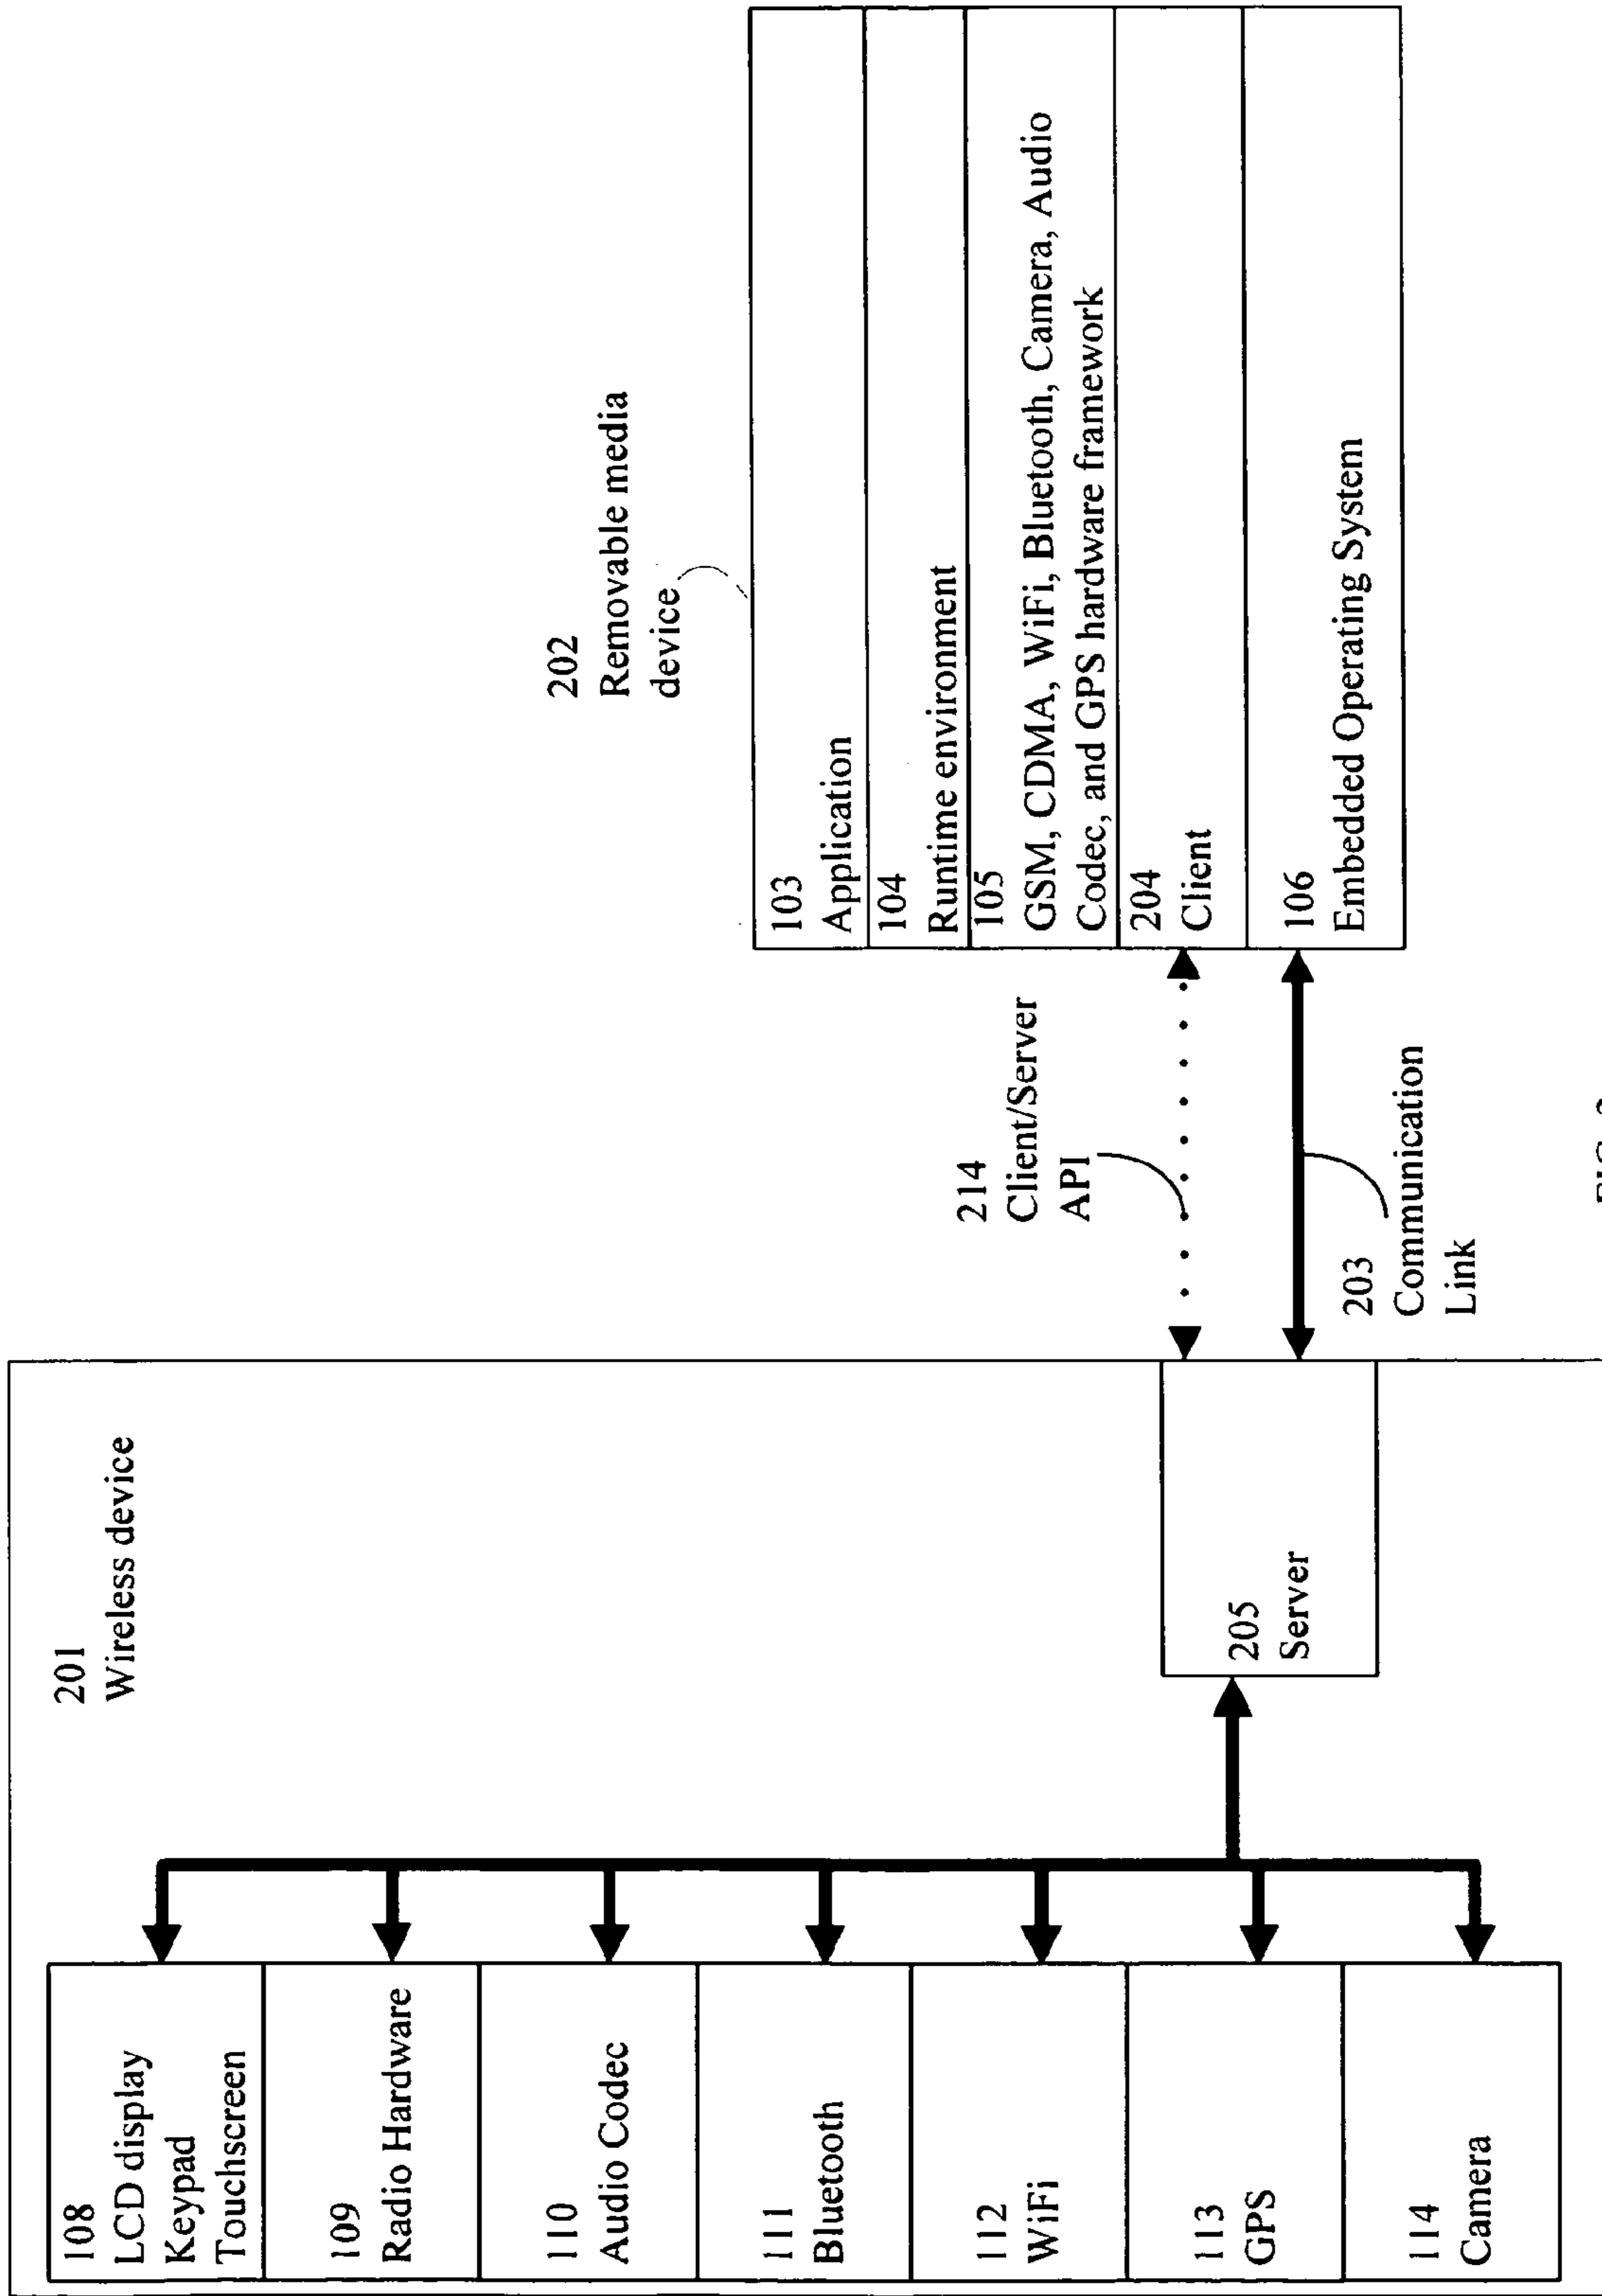 201
Wireless device
108
LCD display
Keypad
Touchscreen
109
Radio Hardware
110
Audio Codec
111
Bluetooth
112
WiFi
113
GPS
114
Camera
205
Server
214
Client/Server
API
203
Communication
Link
202
Removable media
device
103
Application
104
Runtime environment
105
GSM, CDMA, WiFi, Bluetooth, Camera, Audio
Codec, and GPS hardware framework
204
Client
106
Embedded Operating System